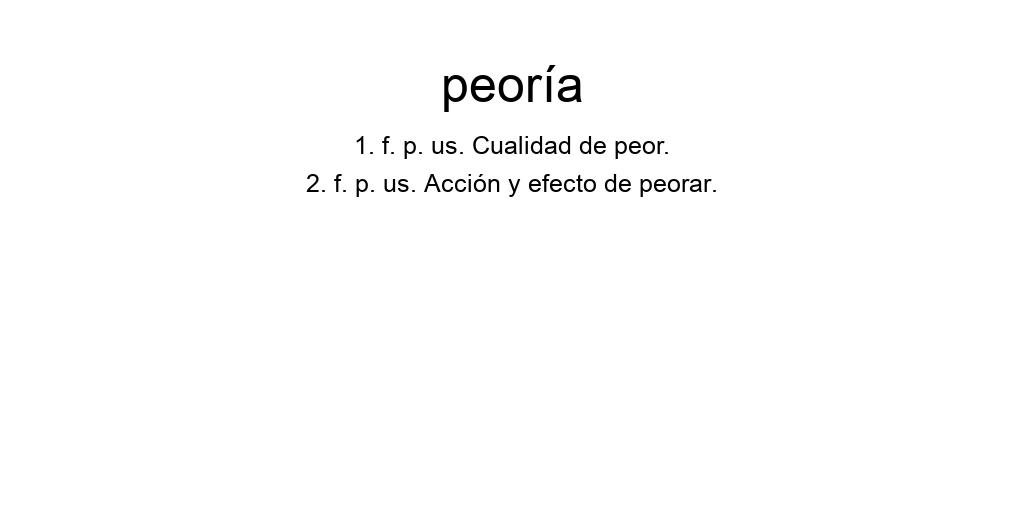 peoría
1. f. p. us. Cualidad de peor.
2. f. p. us. Acción y efecto de peorar.